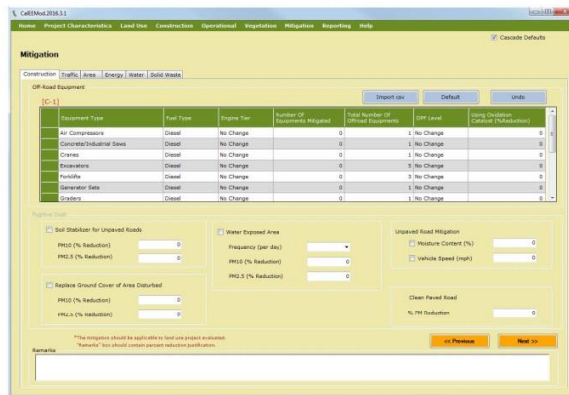 CalEEMod.2016.3.1
Home Project Characteristics Land Use Construction Operational Vegetation Mitigation Reporting Help
Cascade Defaults
Mitigation
Construction Traffic Area Energy Water Solid Waste
Off-Road Equipment
[C-1]
Import csv Default Undo
Equipment Type Fuel Type Engine Tier Number Of Equipments Mitigated Total Number Of Offroad Equipments DPF Level Using Oxidation Catalyst (%Reduction)
Air Compressors Diesel No Change 0 1 No Change 0
Concrete/Industrial Saws Diesel No Change 0 1 No Change 0
Cranes Diesel No Change 0 1 No Change 0
Excavators Diesel No Change 0 5 No Change 0
Forklifts Diesel No Change 0 3 No Change 0
Generator Sets Diesel No Change 0 1 No Change 0
Graders Diesel No Change 0 1 No Change 0
Fugitive Dust
Soil Stabilizer for Unpaved Roads
PM10 (% Reduction) 0
PM2.5 (% Reduction) 0
Replace Ground Cover of Area Disturbed
PM10 (% Reduction) 0
PM2.5 (% Reduction) 0
Water Exposed Area
Frequency (per day)
PM10 (% Reduction) 0
PM2.5 (% Reduction) 0
Unpaved Road Mitigation
Moisture Content (%) 0
Vehicle Speed (mph) 0
Clean Paved Road
% PM Reduction 0
*The mitigation should be applicable to land use project evaluated.
"Remarks" box should contain percent reduction justification.
<< Previous Next >>
Remarks